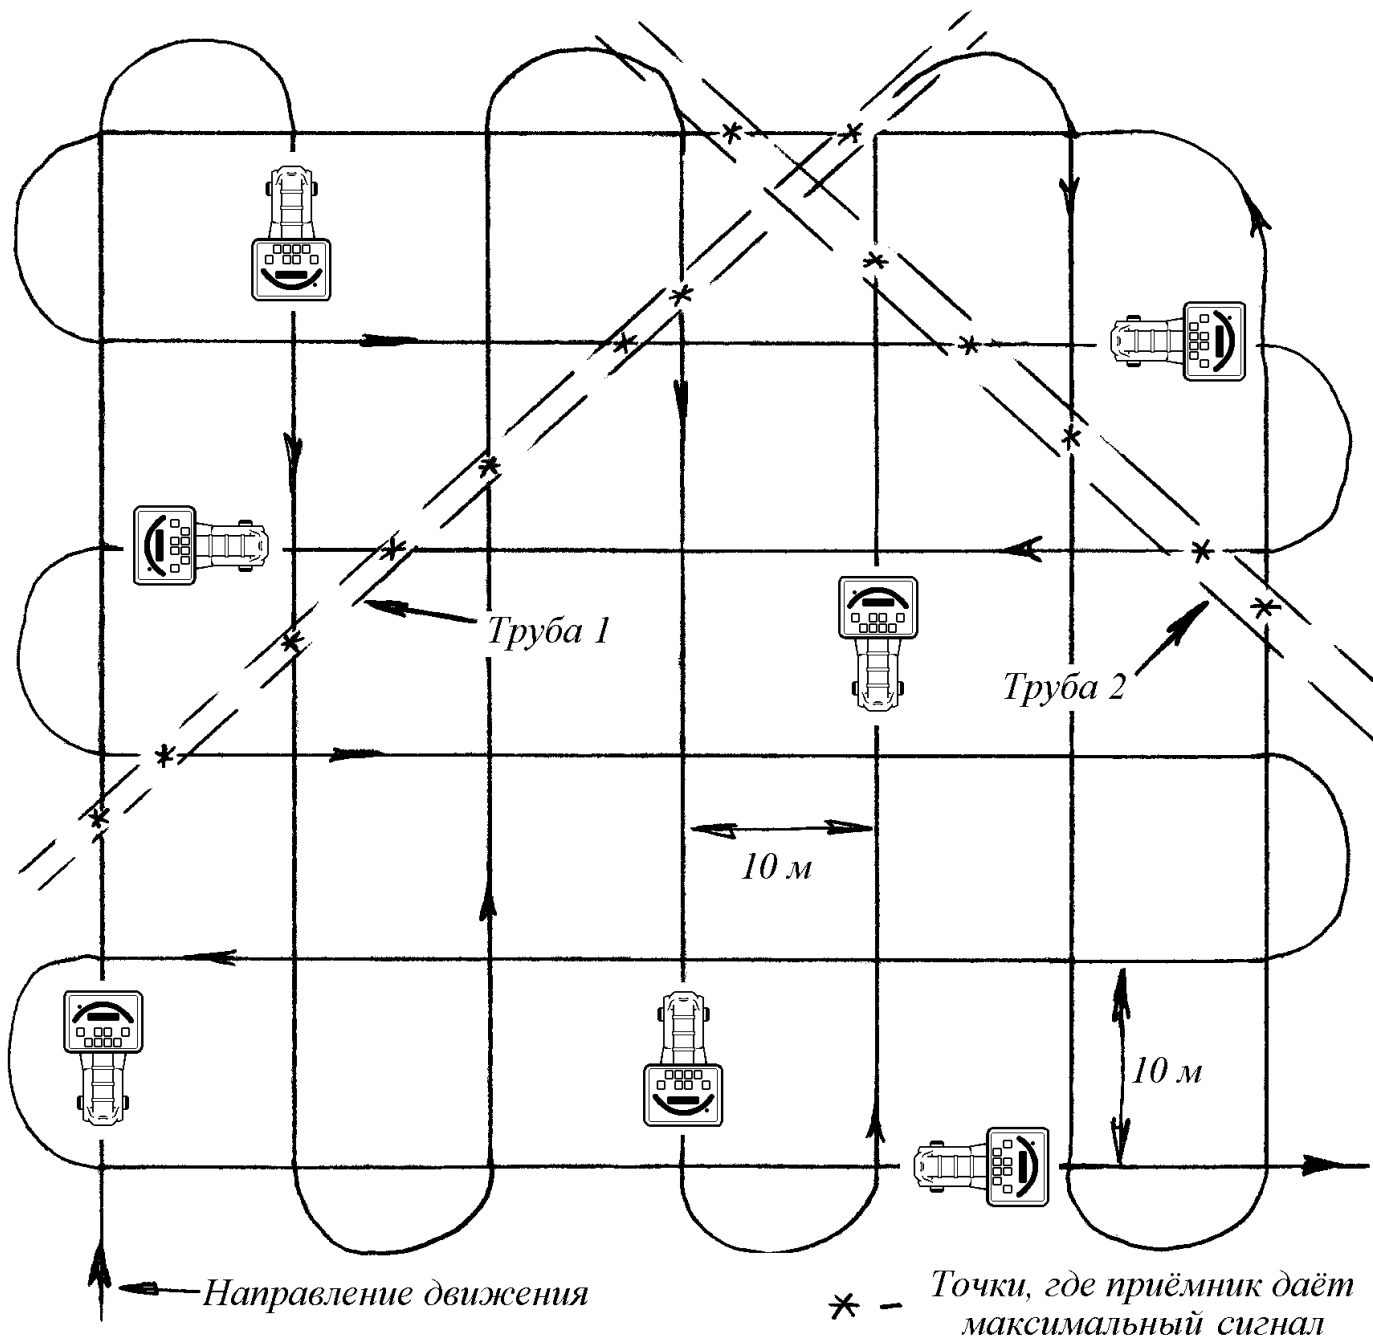 Труба 1
Труба 2
10 м
10 м
Направление движения
* - Точки, где приёмник даёт
максимальный сигнал